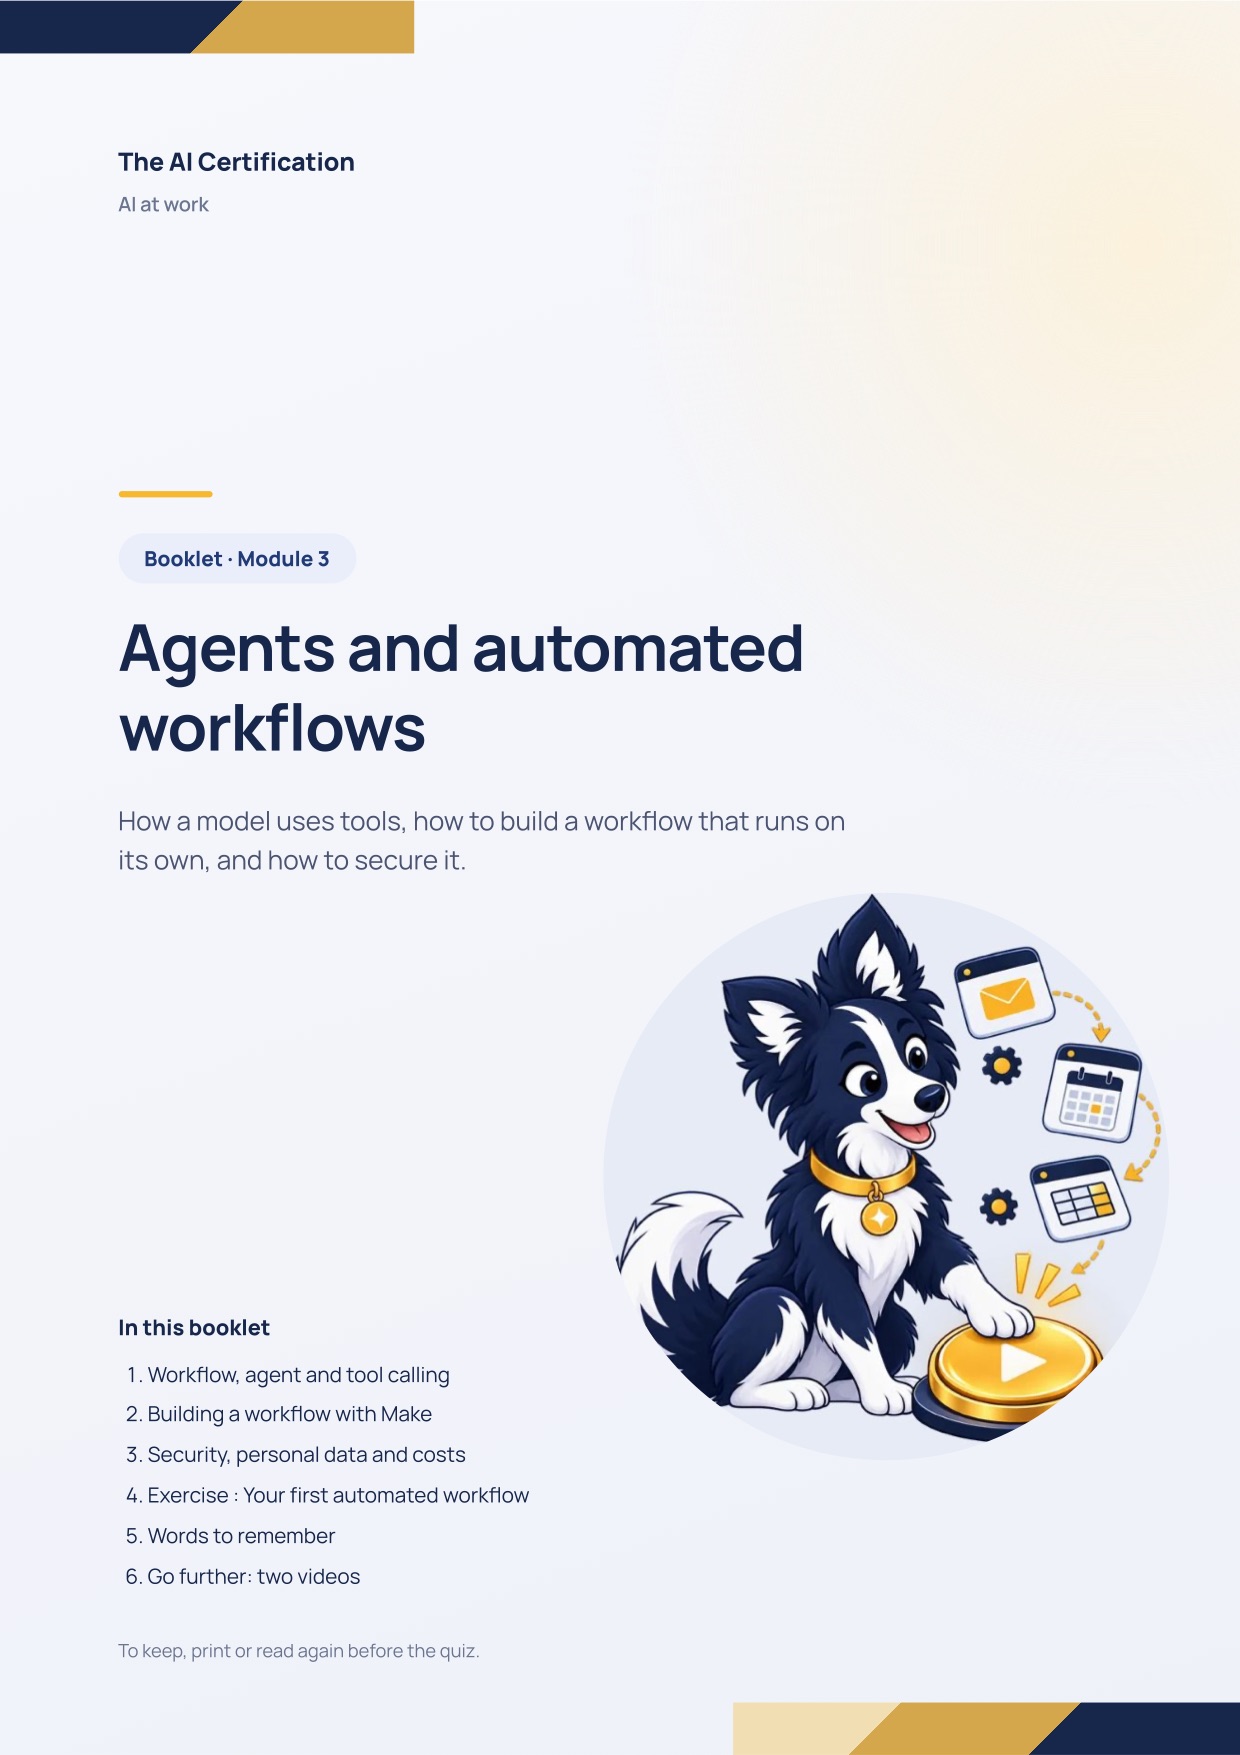 The AI Certification
AI at work
Booklet · Module 3
Agents and automated
workflows
How a model uses tools, how to build a workflow that runs on
its own, and how to secure it.
In this booklet
1. Workflow, agent and tool calling
2. Building a workflow with Make
3. Security, personal data and costs
4. Exercise : Your first automated workflow
5. Words to remember
6. Go further: two videos
To keep, print or read again before the quiz.